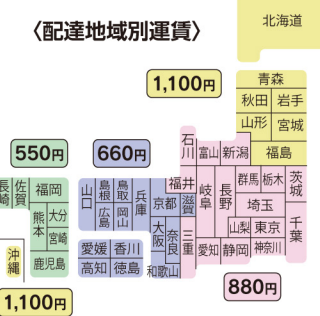 〈配達地域別運賃〉
北海道
1,100円
青森
秋田 岩手
山形 宮城
福島
550円
660円
石川
富山 新潟
福井
岐阜
長野
群馬 栃木
茨城
埼玉
千葉
山梨 東京
神奈川
愛知 静岡
長崎
佐賀
福岡
熊本
大分
宮崎
鹿児島
沖縄
山口
島根
鳥取
広島
岡山
兵庫
京都
滋賀
大阪
奈良
三重
和歌山
愛媛 香川
高知 徳島
1,100円
880円